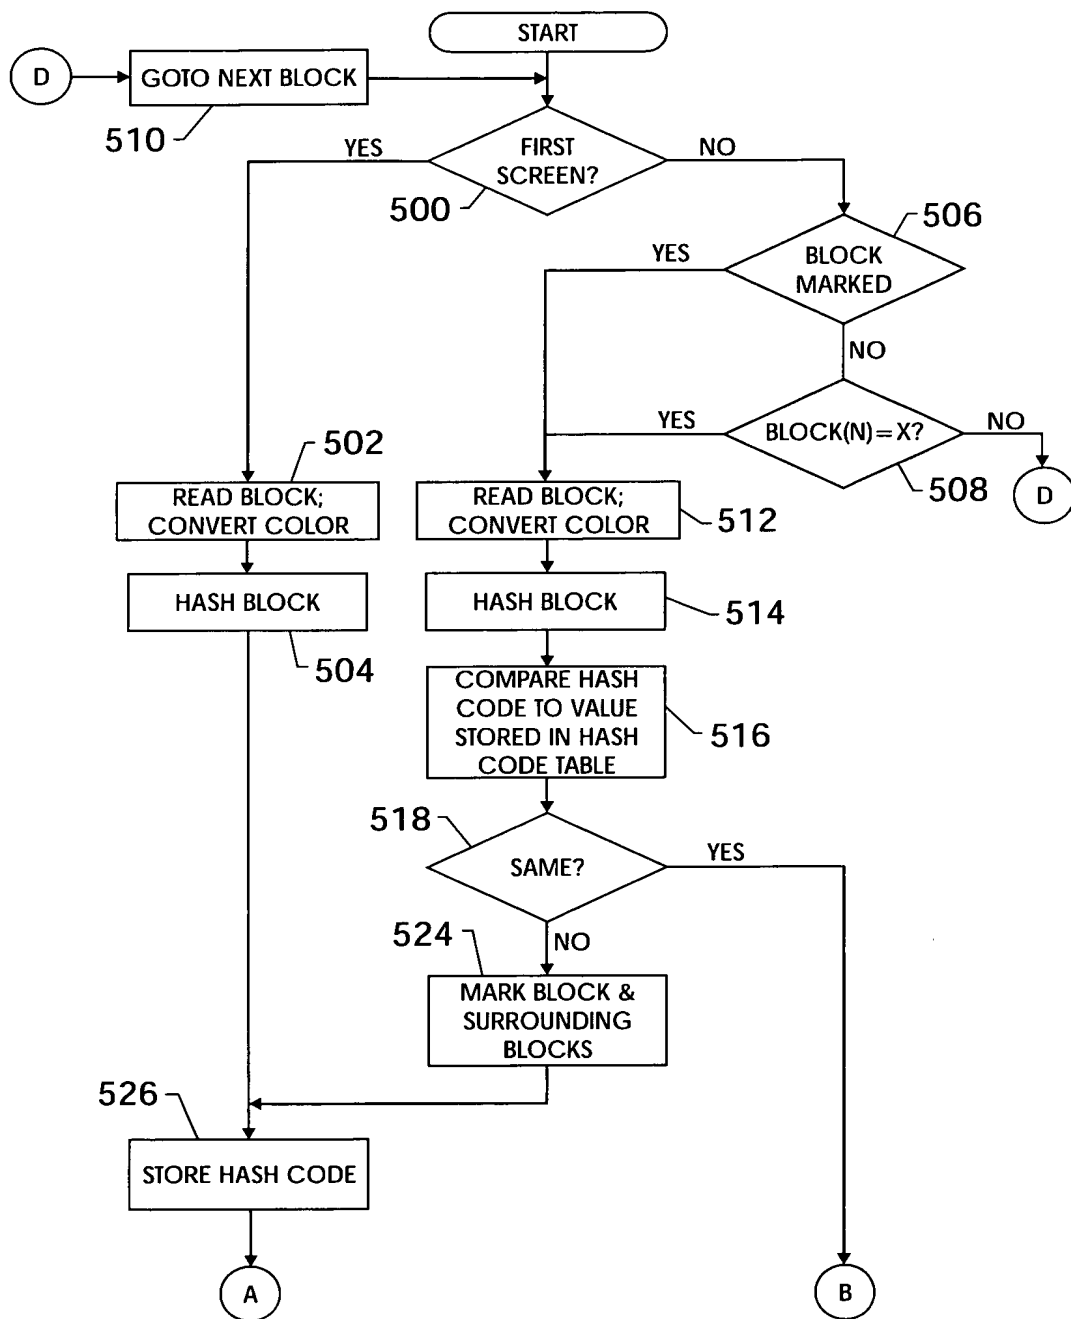 START
D
GOTO NEXT BLOCK
510
YES
FIRST
SCREEN?
NO
500
506
YES
BLOCK
MARKED
NO
YES
BLOCK(N)=X?
NO
508
D
502
READ BLOCK;
CONVERT COLOR
READ BLOCK;
CONVERT COLOR
512
HASH BLOCK
504
HASH BLOCK
514
COMPARE HASH
CODE TO VALUE
STORED IN HASH
CODE TABLE
516
518
SAME?
YES
NO
524
MARK BLOCK &
SURROUNDING
BLOCKS
526
STORE HASH CODE
A
B